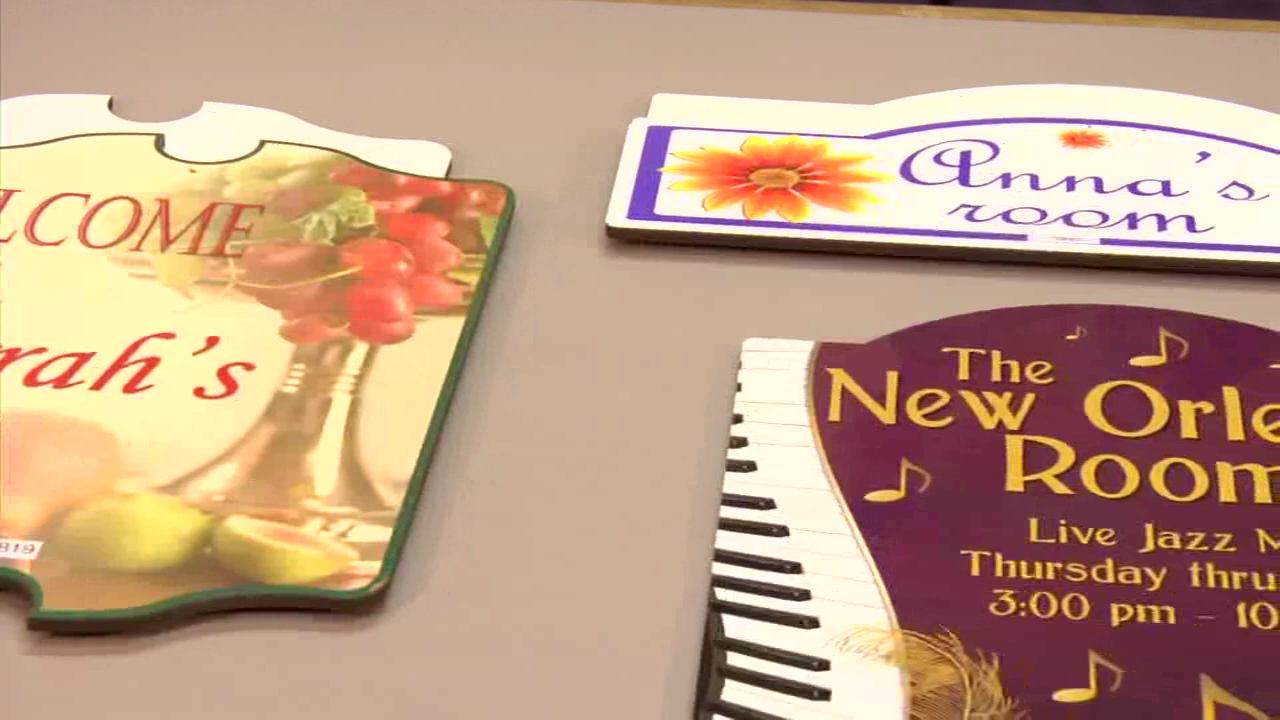 LCOME
rah's
819
Anna's
room
The
New Orle
Room
Live Jazz M
Thursday thru
3:00 pm - 10